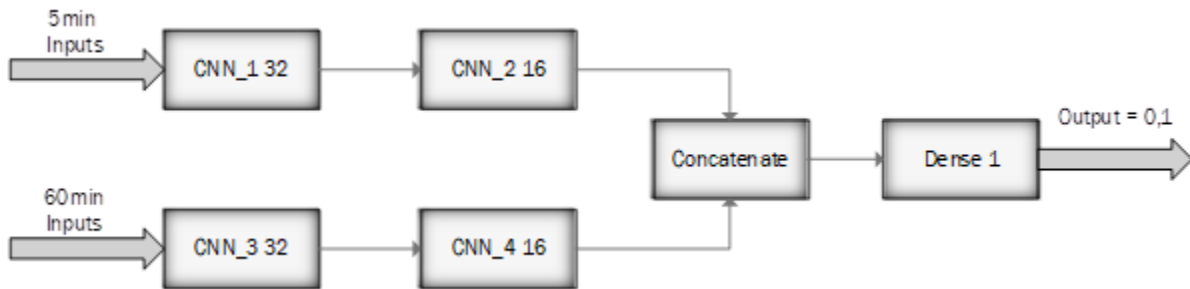 5min
Inputs
CNN_1 32
CNN_2 16
Concatenate
Dense 1
Output = 0,1
60min
Inputs
CNN_3 32
CNN_4 16